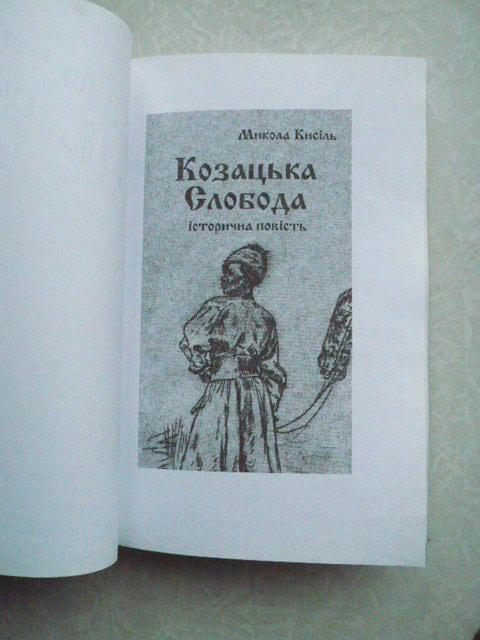 Микола Кисіль
Козацька
Слобода
історична повість